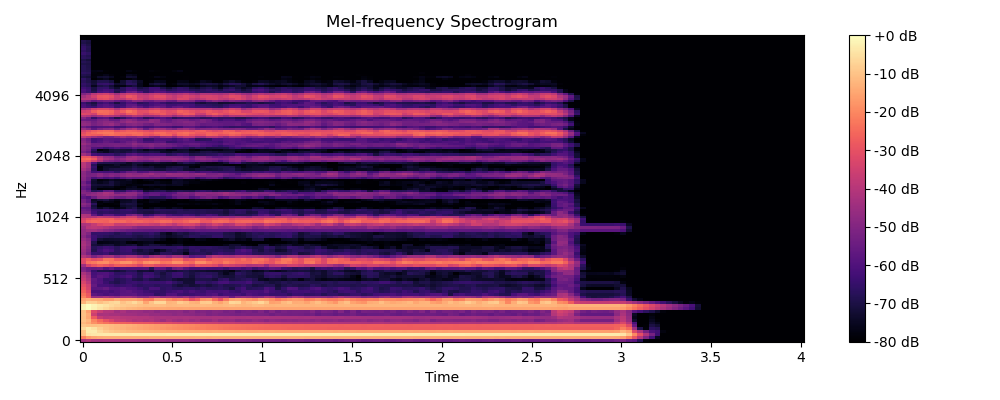 Mel-frequency Spectrogram
+0 dB
-10 dB
-20 dB
-30 dB
-40 dB
-50 dB
-60 dB
-70 dB
-80 dB
4096
2048
1024
512
0
Hz
0 0.5 1 1.5 2 2.5 3 3.5 4
Time